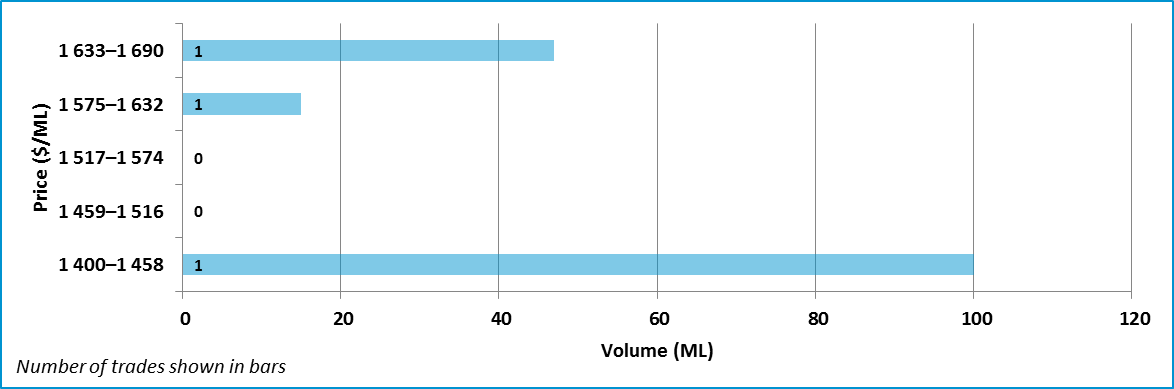 Price ($/ML)
1 633–1 690 1
1 575–1 632 1
1 517–1 574 0
1 459–1 516 0
1 400–1 458 1
0 20 40 60 80 100 120
Volume (ML)
Number of trades shown in bars